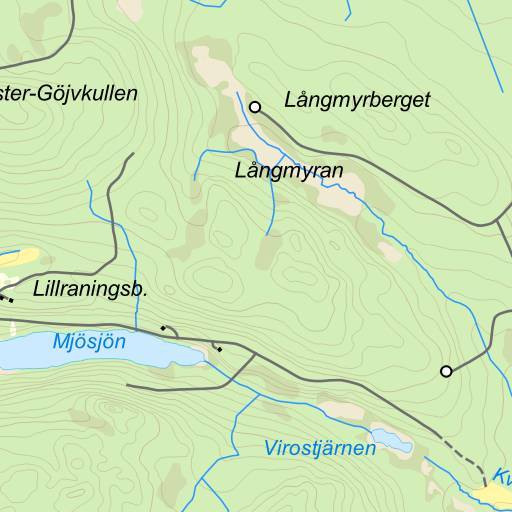 ster-Göjvkullen
Långmyrberget
Långmyran
Lillraningsb.
Mjösjön
Virostjärnen